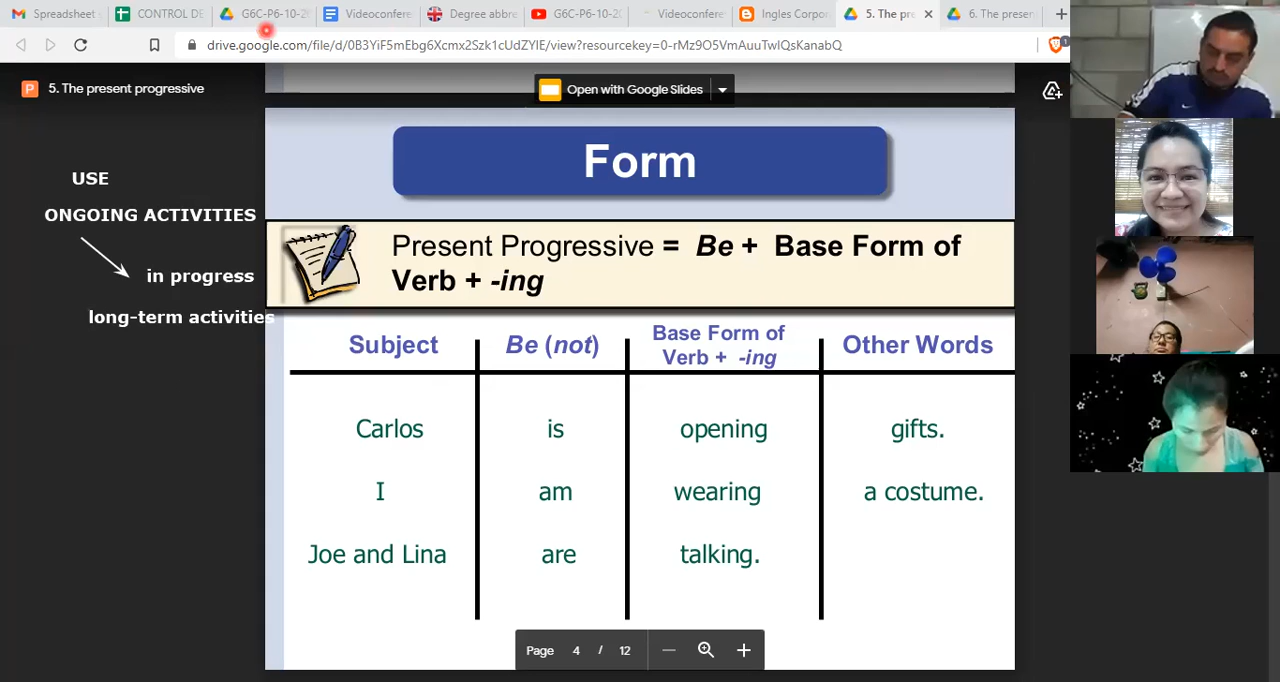 Spreadsheet
CONTROL DE
G6C-P6-10-2
Videoconfere
Degree abbre
G6C-P6-10-20
Videoconfere
Ingles Corpor
5. The pre
6. The presen
drive.google.com/file/d/0B3YiF5mEbg6Xcmx2Szk1cUdZYIE/view?resourcekey=0-rMz9O5VmAuuTwIQsKanabQ
5. The present progressive
Open with Google Slides
USE
ONGOING ACTIVITIES
in progress
long-term activities
Form
Present Progressive = Be + Base Form of
Verb + -ing
Subject Be (not) Base Form of Verb + -ing Other Words
Carlos is opening gifts.
I am wearing a costume.
Joe and Lina are talking.
Page 4 / 12